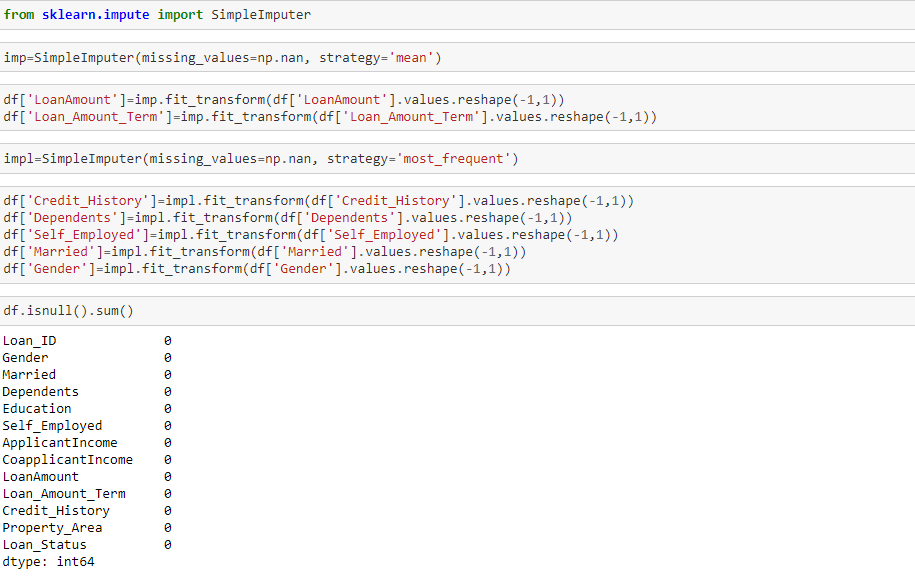 from sklearn.impute import SimpleImputer
imp=SimpleImputer(missing_values=np.nan, strategy='mean')
df['LoanAmount']=imp.fit_transform(df['LoanAmount'].values.reshape(-1,1))
df['Loan_Amount_Term']=imp.fit_transform(df['Loan_Amount_Term'].values.reshape(-1,1))
impl=SimpleImputer(missing_values=np.nan, strategy='most_frequent')
df['Credit_History']=impl.fit_transform(df['Credit_History'].values.reshape(-1,1))
df['Dependents']=impl.fit_transform(df['Dependents'].values.reshape(-1,1))
df['Self_Employed']=impl.fit_transform(df['Self_Employed'].values.reshape(-1,1))
df['Married']=impl.fit_transform(df['Married'].values.reshape(-1,1))
df['Gender']=impl.fit_transform(df['Gender'].values.reshape(-1,1))
df.isnull().sum()
Loan_ID 0
Gender 0
Married 0
Dependents 0
Education 0
Self_Employed 0
ApplicantIncome 0
CoapplicantIncome 0
LoanAmount 0
Loan_Amount_Term 0
Credit_History 0
Property_Area 0
Loan_Status 0
dtype: int64